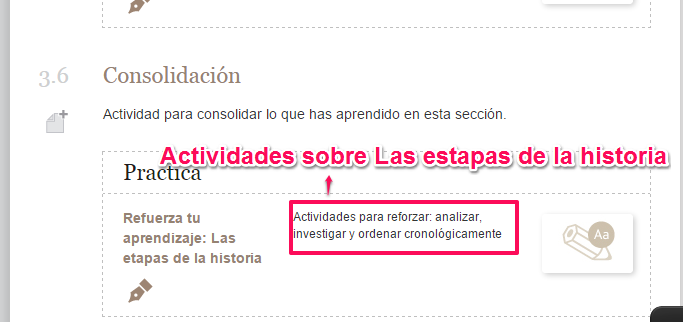 3.6 Consolidación
Actividad para consolidar lo que has aprendido en esta sección.
Actividades sobre Las estapas de la historia
Practica
Refuerza tu
aprendizaje: Las
etapas de la historia
Actividades para reforzar: analizar,
investigar y ordenar cronológicamente
Aa